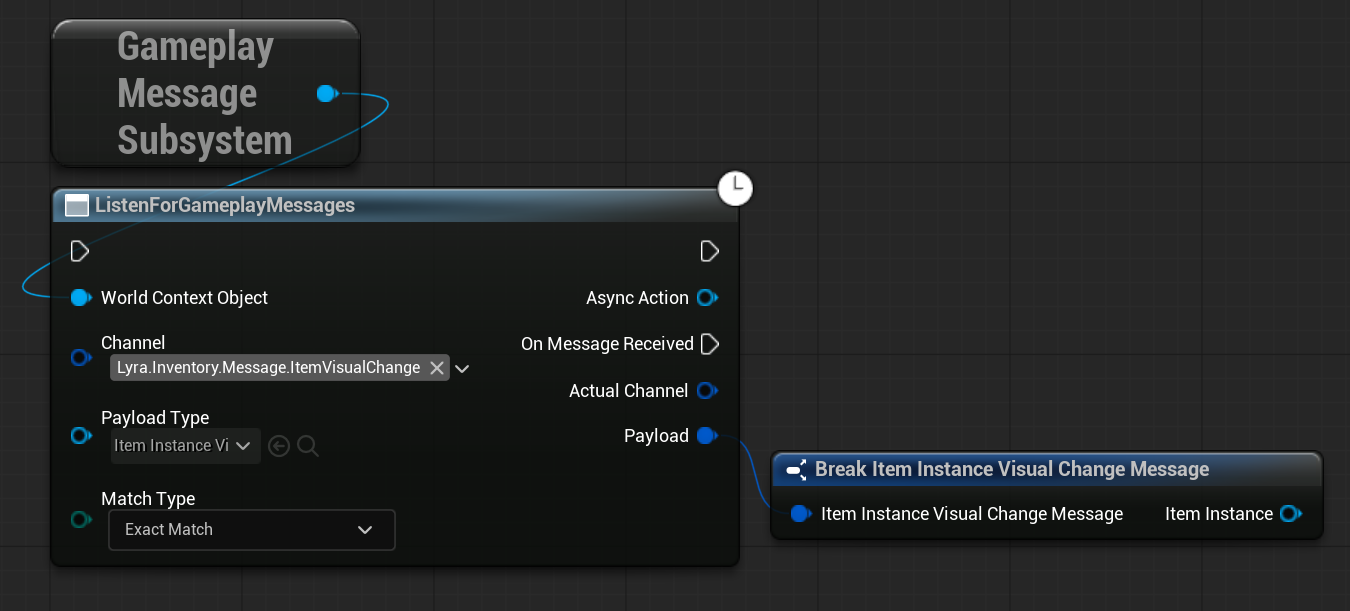 Gameplay
Message
Subsystem
ListenForGameplayMessages
World Context Object
Async Action
Channel
Lyra.Inventory.Message.ItemVisualChange
On Message Received
Actual Channel
Payload Type
Item Instance Vi
Payload
Match Type
Exact Match
Break Item Instance Visual Change Message
Item Instance Visual Change Message
Item Instance